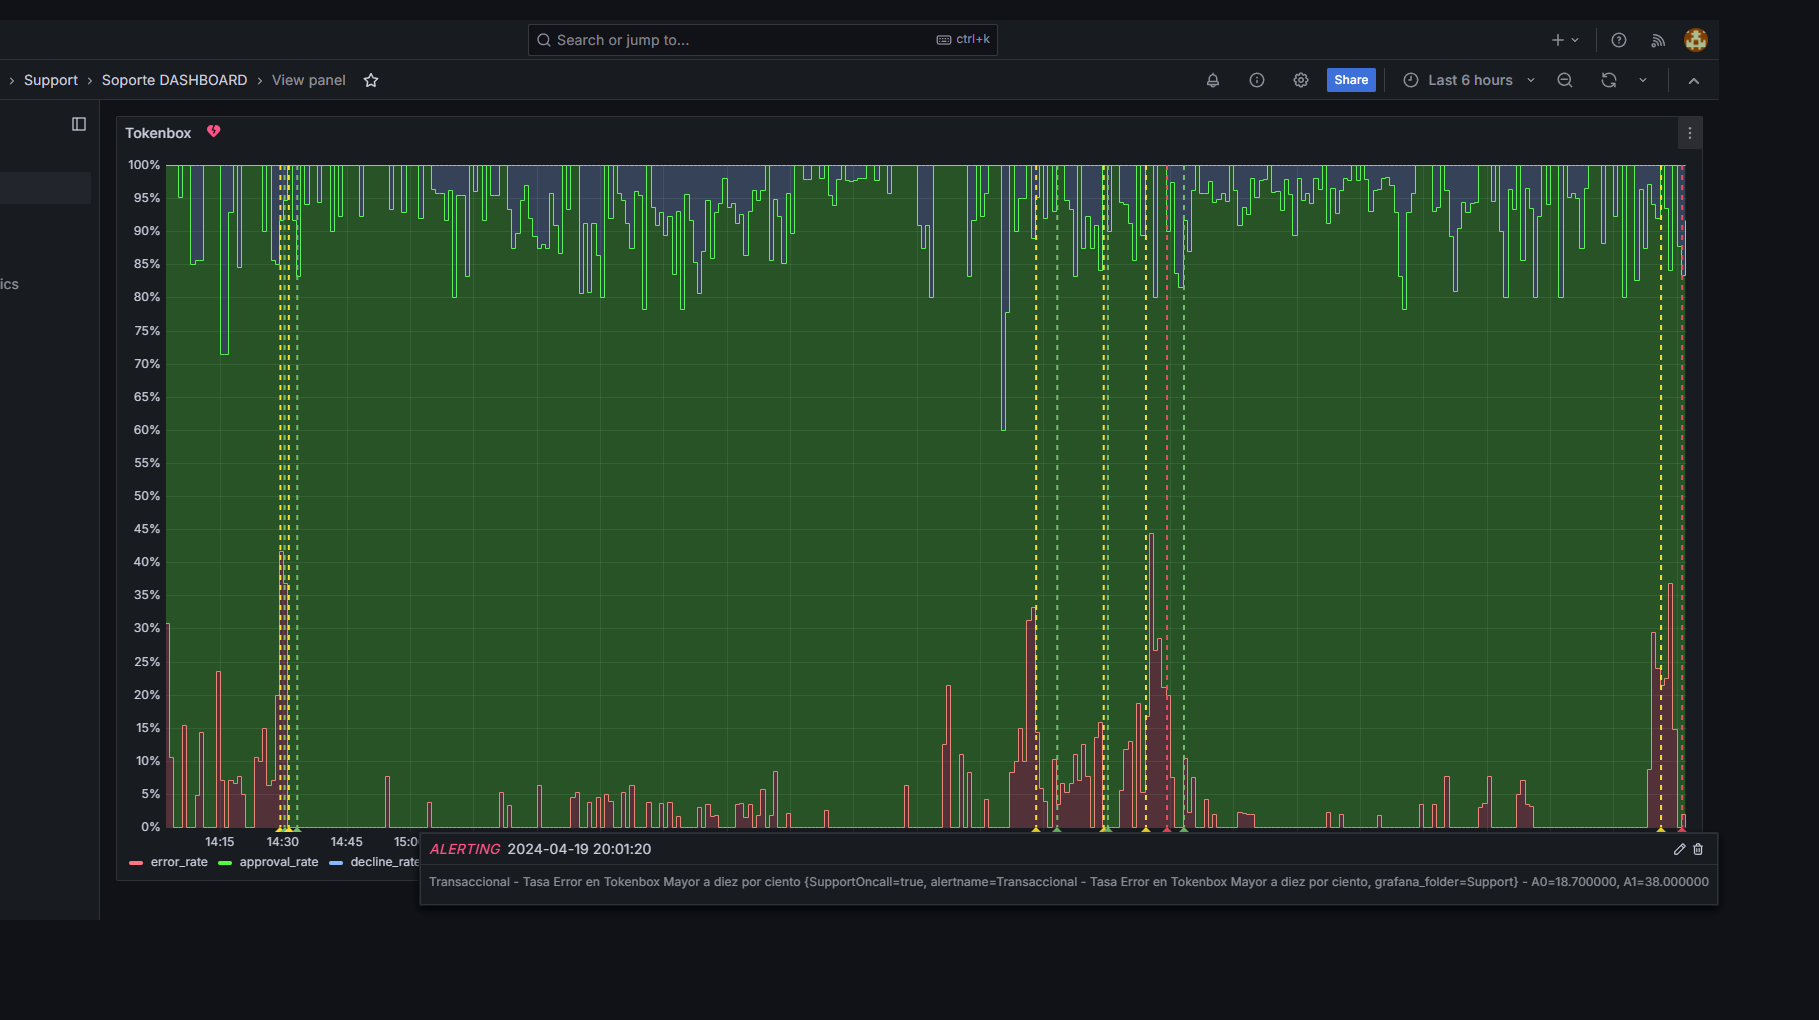 Search or jump to...
ctrl+k
Support
Soporte DASHBOARD
View panel
Share
Last 6 hours
ics
Tokenbox
100%
95%
90%
85%
80%
75%
70%
65%
60%
55%
50%
45%
40%
35%
30%
25%
20%
15%
10%
5%
0%
14:15
14:30
14:45
15:0
error_rate
approval_rate
decline_rate
ALERTING 2024-04-19 20:01:20
Transaccional - Tasa Error en Tokenbox Mayor a diez por ciento {SupportOncall=true, alertname=Transaccional - Tasa Error en Tokenbox Mayor a diez por ciento, grafana_folder=Support} - A0=18.700000, A1=38.000000